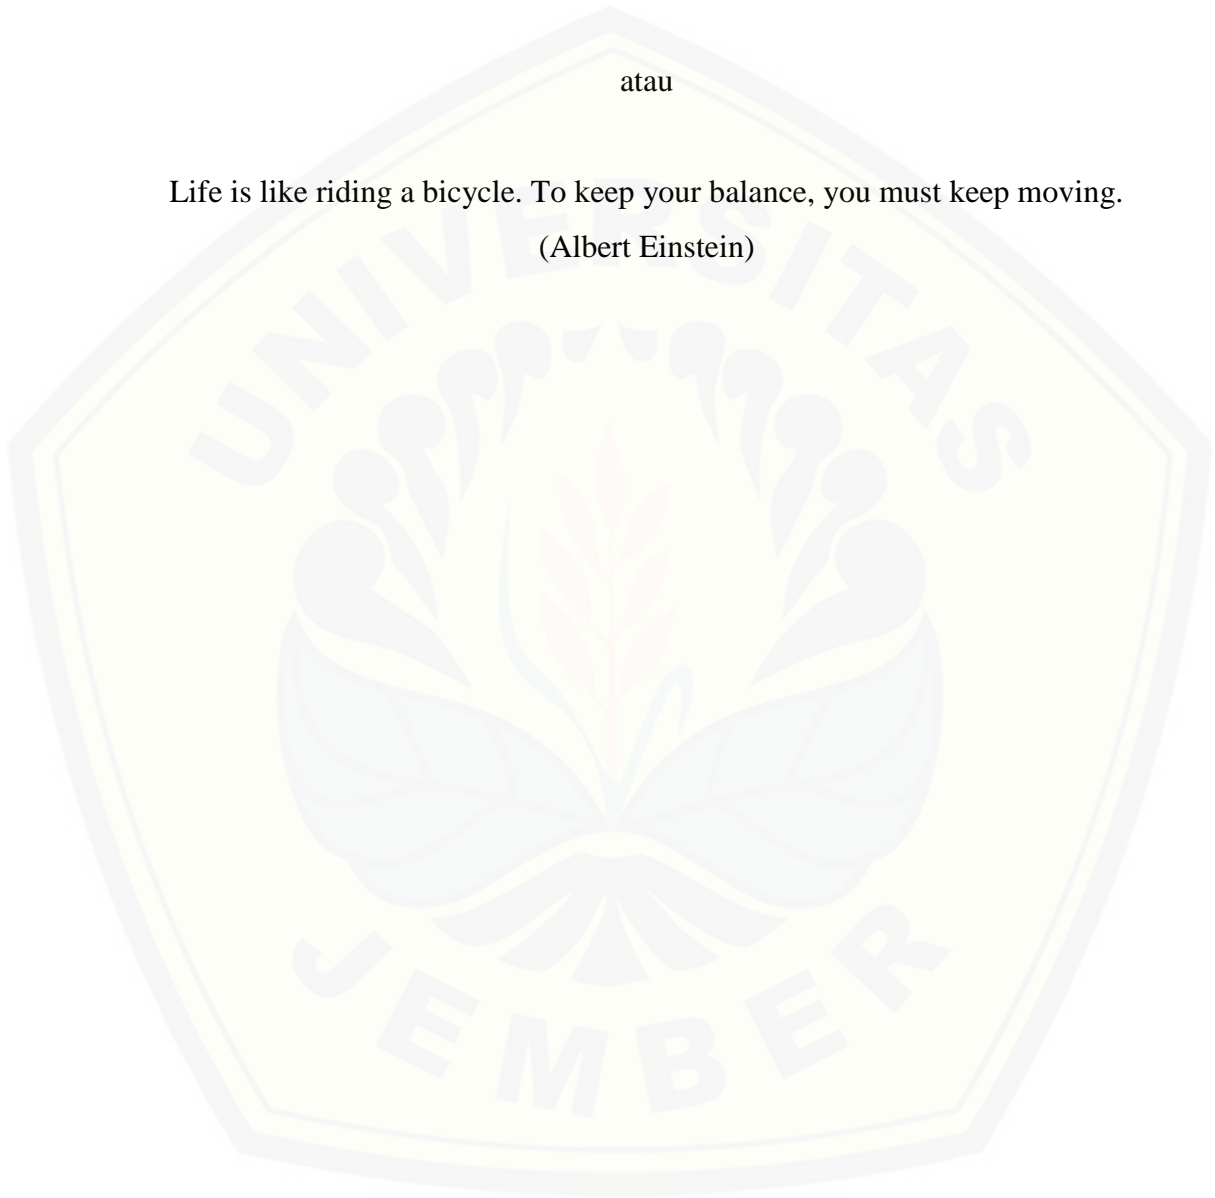 atau
Life is like riding a bicycle. To keep your balance, you must keep moving.
(Albert Einstein)
UNIVERSITAS
JEMBER